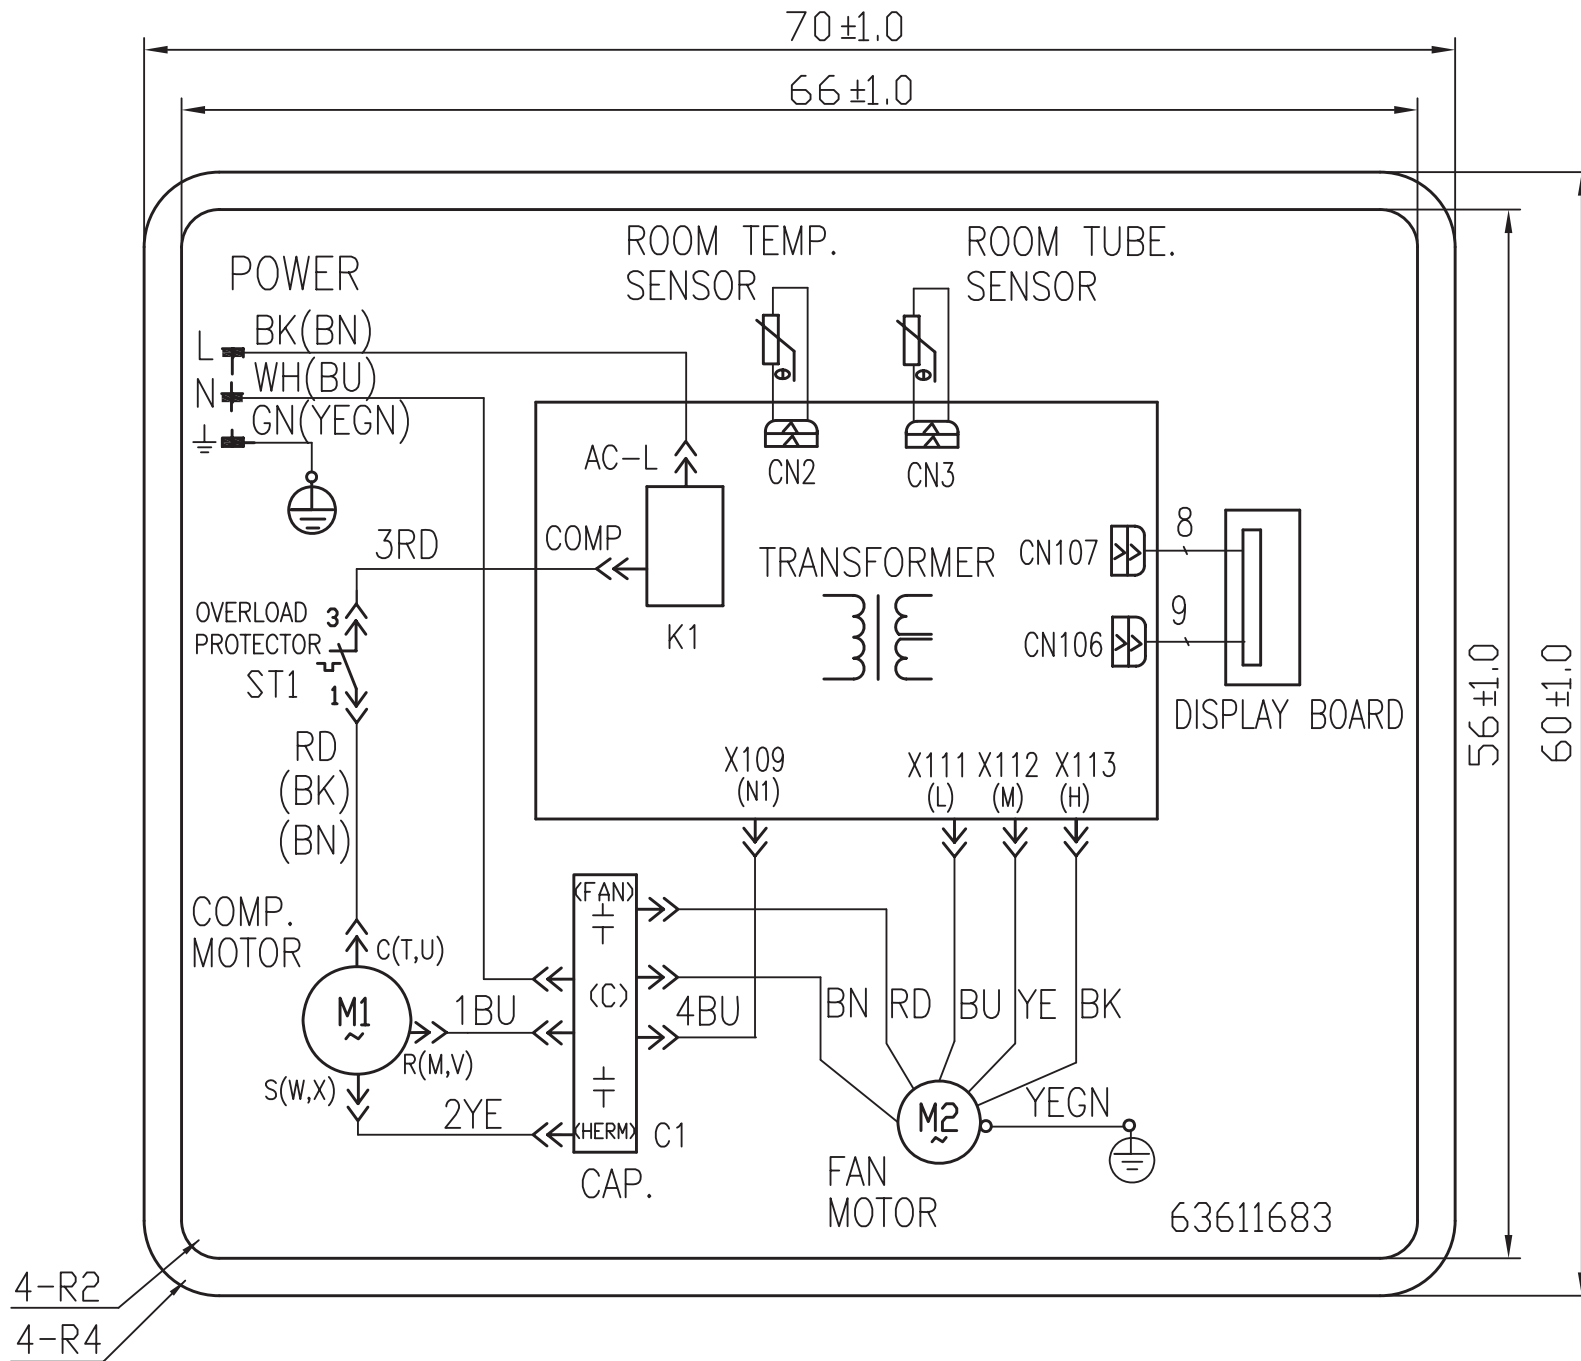 70±1.0
66±1.0
ROOM TEMP.
SENSOR
ROOM TUBE.
SENSOR
POWER
L
BK(BN)
N
WH(BU)
GN(YEGN)
AC-L
CN2
CN3
3RD
COMP
K1
TRANSFORMER
CN107
8
CN106
9
DISPLAY BOARD
OVERLOAD
PROTECTOR
3
ST1
1
56±1.0
60±1.0
RD
(BK)
(BN)
X109
(N1)
X111
(L)
X112
(M)
X113
(H)
COMP.
MOTOR
C(T,U)
M1
~
1BU
R(M,V)
S(W,X)
2YE
(FAN)
(C)
(HERM)
C1
CAP.
4BU
BN
RD
BU
YE
BK
M2
~
YEGN
FAN
MOTOR
63611683
4-R2
4-R4